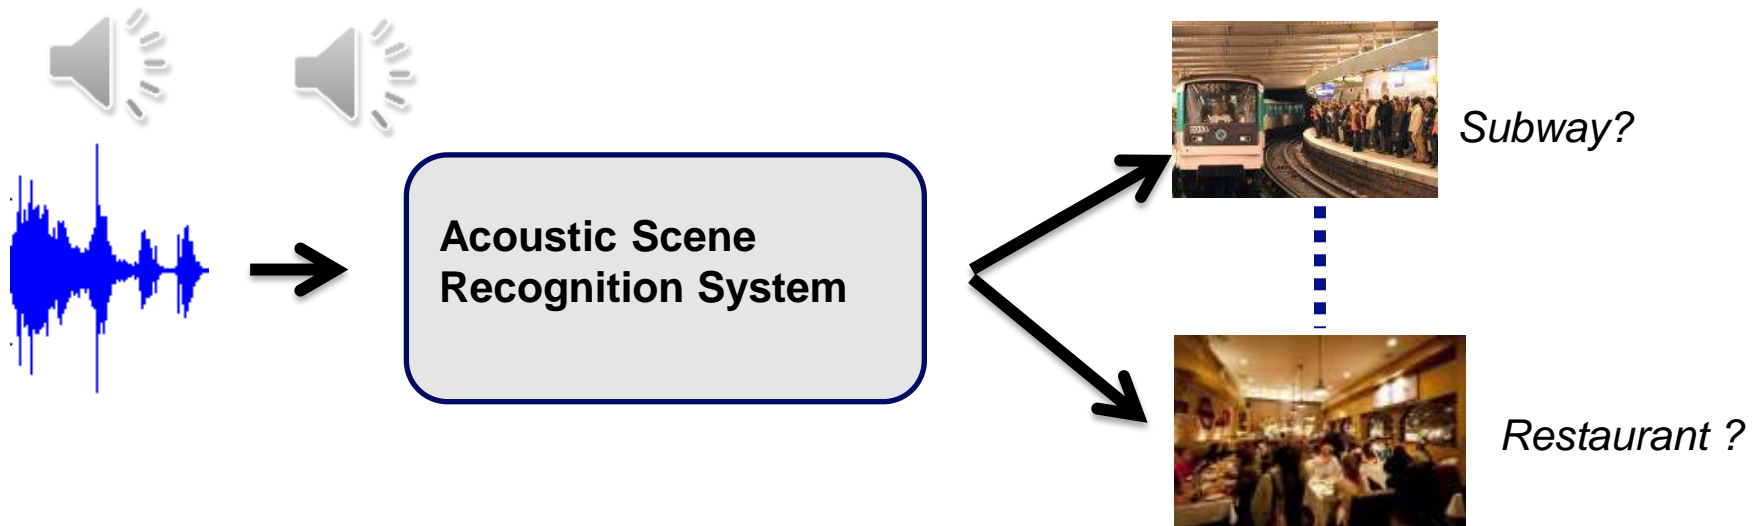 Acoustic Scene
Recognition System
Subway?
Restaurant ?